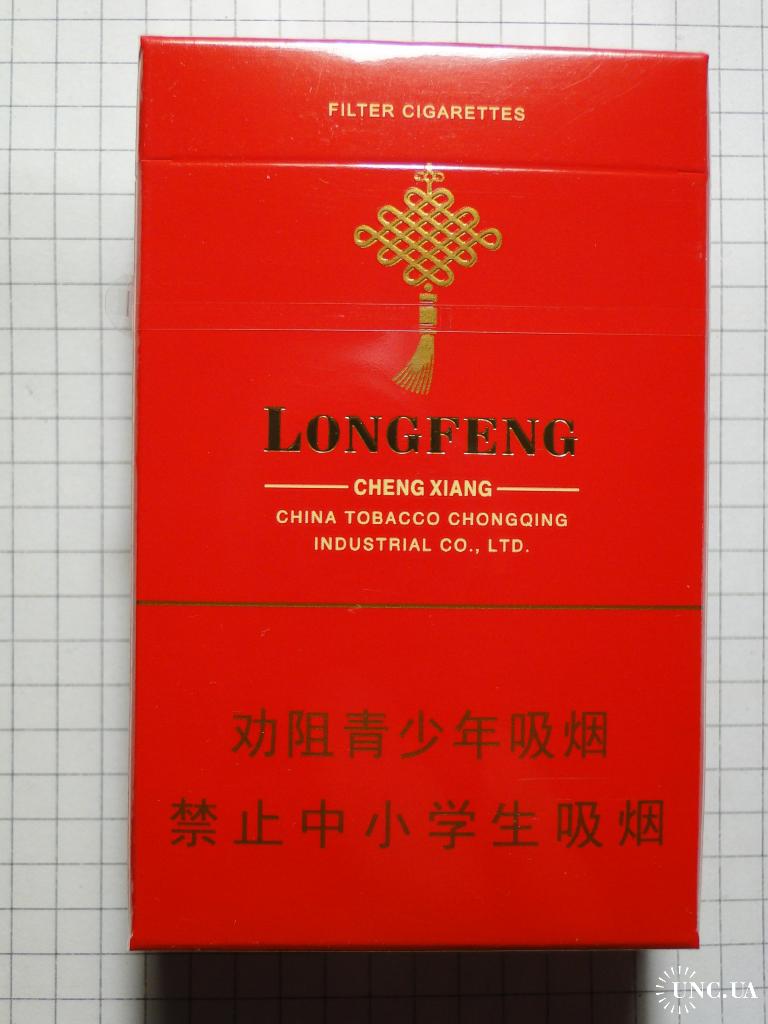 FILTER CIGARETTES
LONGFENG
CHENG XIANG
CHINA TOBACCO CHONGQING
INDUSTRIAL CO., LTD.
劝阻青少年吸烟
禁止中小学生吸烟
UNC.UA